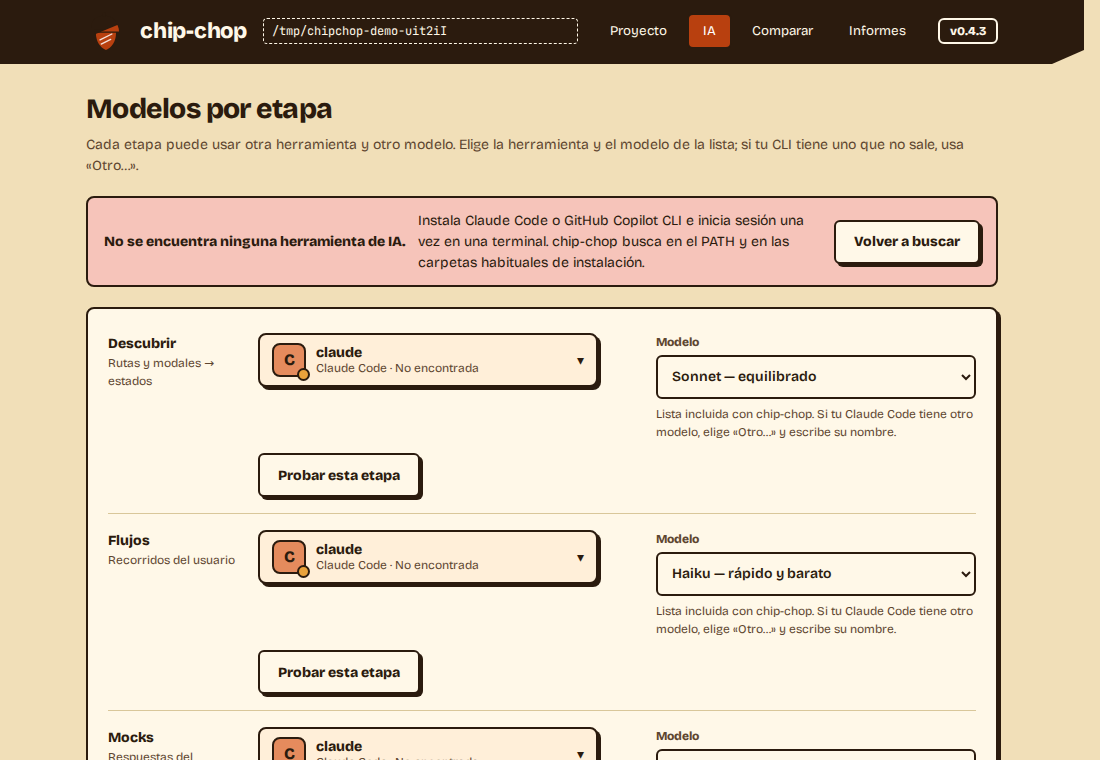 chip-chop
/tmp/chipchop-demo-uit2iI
Proyecto
IA
Comparar
Informes
v0.4.3
Modelos por etapa
Cada etapa puede usar otra herramienta y otro modelo. Elige la herramienta y el modelo de la lista; si tu CLI tiene uno que no sale, usa
«Otro…».
No se encuentra ninguna herramienta de IA.
Instala Claude Code o GitHub Copilot CLI e inicia sesión una
vez en una terminal. chip-chop busca en el PATH y en las
carpetas habituales de instalación.
Volver a buscar
Descubrir
Rutas y modales →
estados
C
claude
Claude Code · No encontrada
▾
Modelo
Sonnet — equilibrado
Lista incluida con chip-chop. Si tu Claude Code tiene otro
modelo, elige «Otro…» y escribe su nombre.
Probar esta etapa
Flujos
Recorridos del usuario
C
claude
Claude Code · No encontrada
▾
Modelo
Haiku — rápido y barato
Lista incluida con chip-chop. Si tu Claude Code tiene otro
modelo, elige «Otro…» y escribe su nombre.
Probar esta etapa
Mocks
Respuestas del
C
claude
▾
Modelo